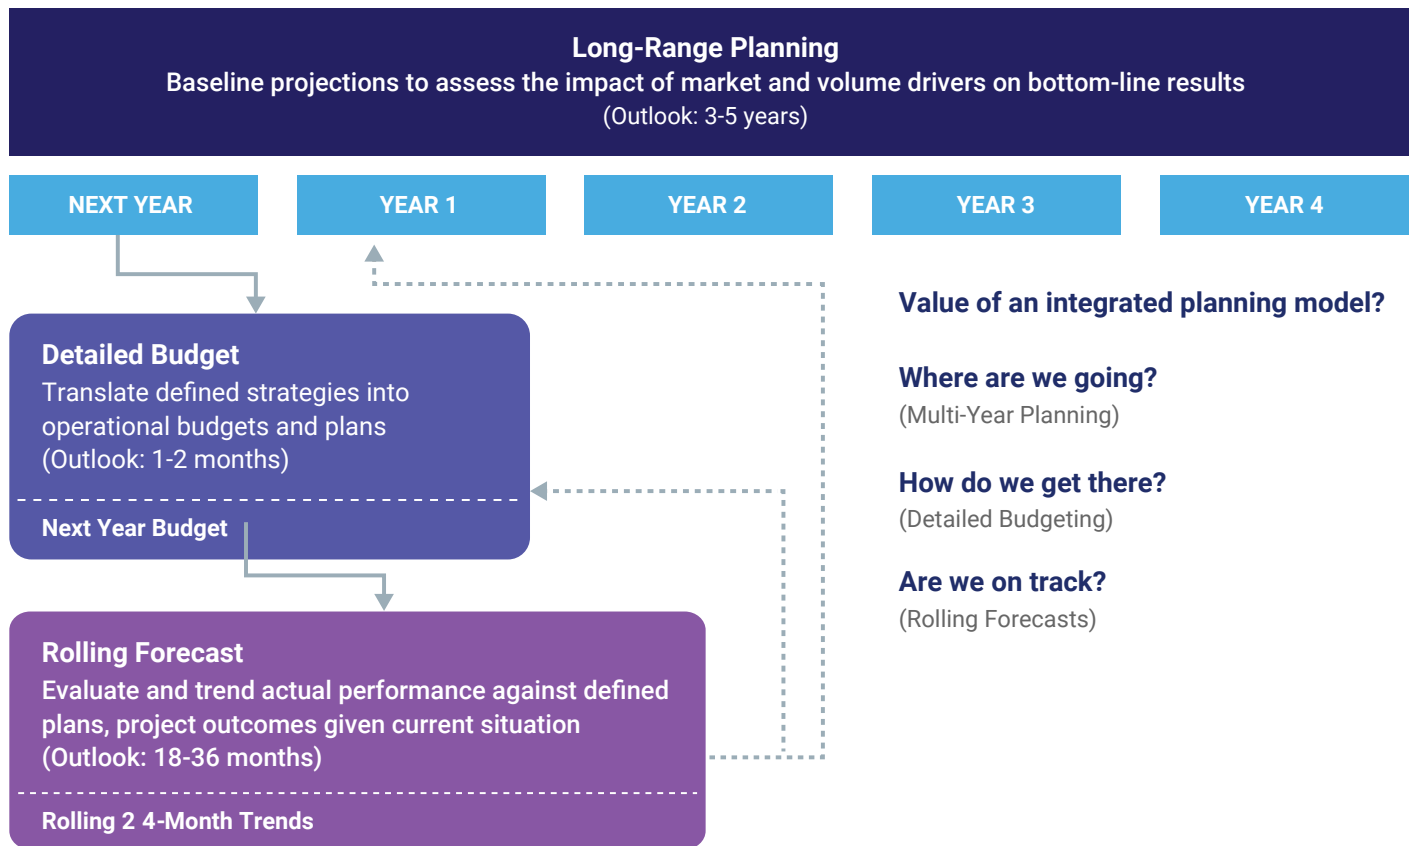 Long-Range Planning
Baseline projections to assess the impact of market and volume drivers on bottom-line results
(Outlook: 3-5 years)
NEXT YEAR
YEAR 1
YEAR 2
YEAR 3
YEAR 4
Detailed Budget
Translate defined strategies into
operational budgets and plans
(Outlook: 1-2 months)
Next Year Budget
Rolling Forecast
Evaluate and trend actual performance against defined
plans, project outcomes given current situation
(Outlook: 18-36 months)
Rolling 2 4-Month Trends
Value of an integrated planning model?
Where are we going?
(Multi-Year Planning)
How do we get there?
(Detailed Budgeting)
Are we on track?
(Rolling Forecasts)